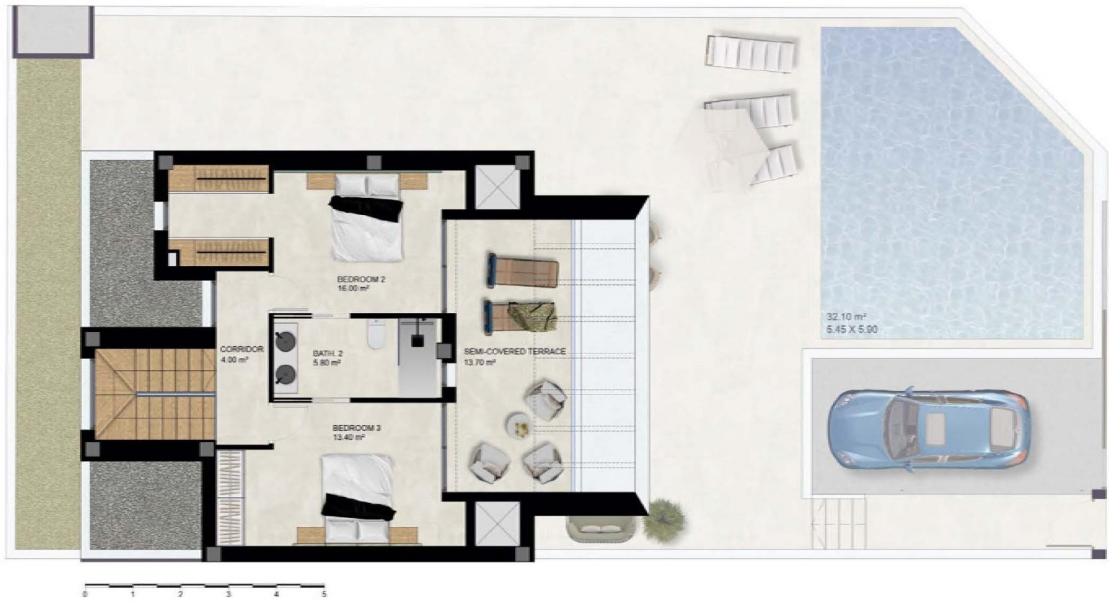 BEDROOM 2
16.00 m²
32.10 m²
5.45 X 5.90
CORRIDOR
4.00 m²
BATH. 2
5.80 m²
SEMI-COVERED TERRACE
13.70 m²
BEDROOM 3
13.40 m²
0 1 2 3 4 5